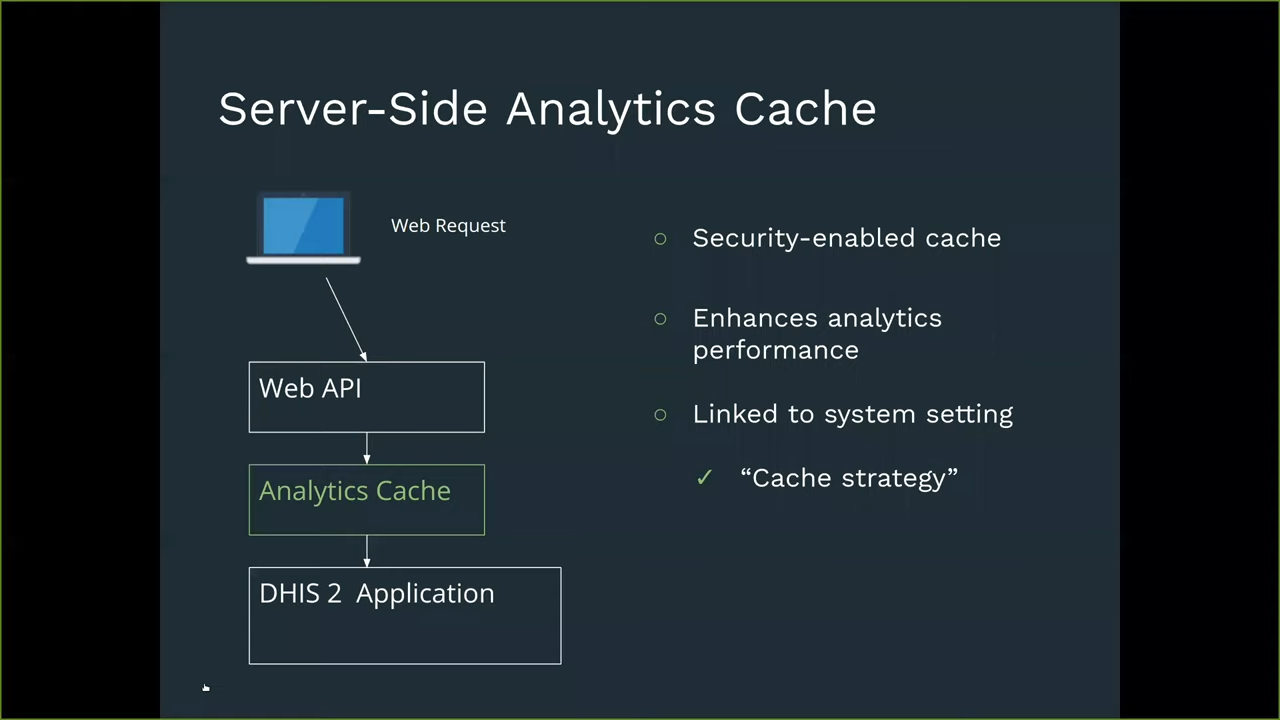 Server-Side Analytics Cache
Web Request
Web API
Analytics Cache
DHIS 2 Application
Security-enabled cache
Enhances analytics
performance
Linked to system setting
✓ “Cache strategy”